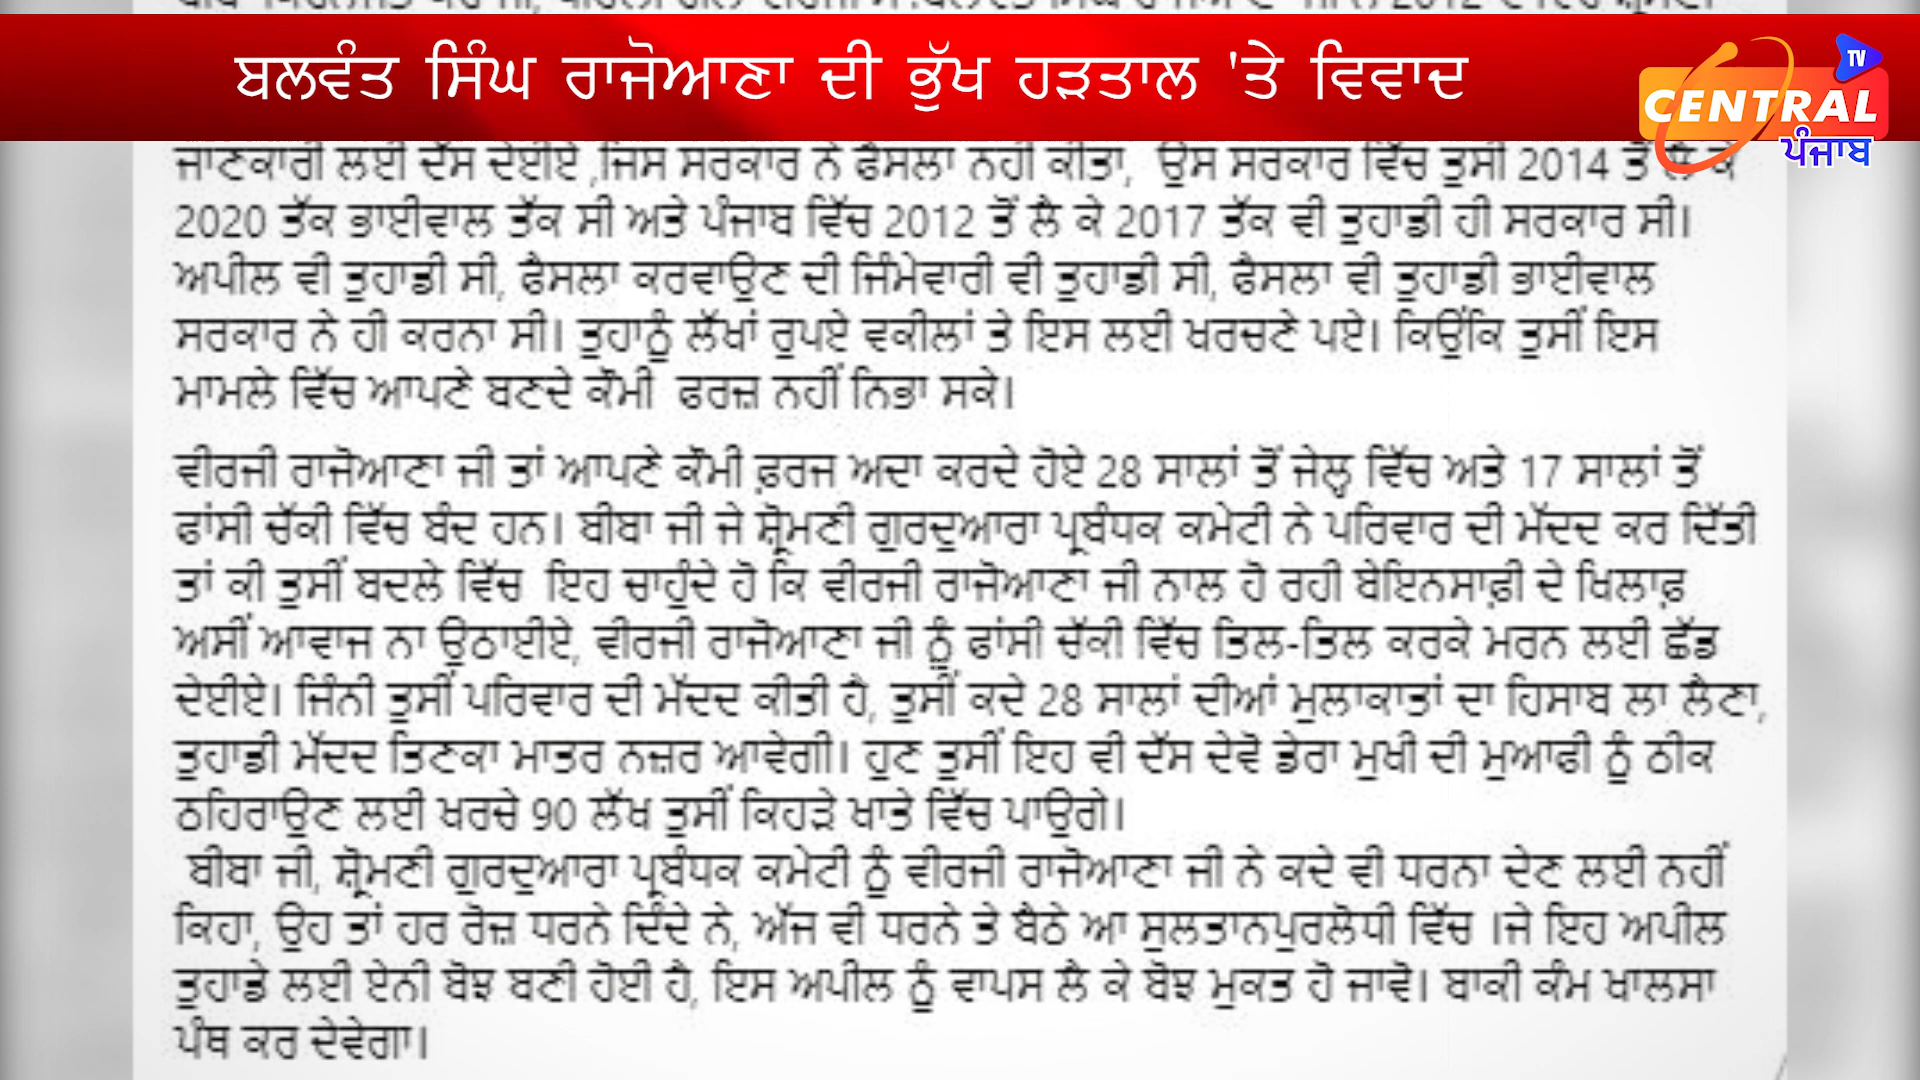 ਬਲਵੰਤ ਸਿੰਘ ਰਾਜੋਆਣਾ ਦੀ ਭੁੱਖ ਹੜਤਾਲ 'ਤੇ ਵਿਵਾਦ
TV
CENTRAL
ਪੰਜਾਬ
ਜਾਣਕਾਰੀ ਲਈ ਦੱਸ ਦੇਈਏ ,ਜਿਸ ਸਰਕਾਰ ਨੇ ਫੈਸਲਾ ਨਹੀਂ ਕੀਤਾ, ਉਸ ਸਰਕਾਰ ਵਿੱਚ ਤੁਸੀਂ 2014 ਤੋਂ ਲੈ ਕੇ
2020 ਤੱਕ ਭਾਈਵਾਲ ਤੱਕ ਸੀ ਅਤੇ ਪੰਜਾਬ ਵਿੱਚ 2012 ਤੋਂ ਲੈ ਕੇ 2017 ਤੱਕ ਵੀ ਤੁਹਾਡੀ ਹੀ ਸਰਕਾਰ ਸੀ।
ਅਪੀਲ ਵੀ ਤੁਹਾਡੀ ਸੀ, ਫੈਸਲਾ ਕਰਵਾਉਣ ਦੀ ਜਿੰਮੇਵਾਰੀ ਵੀ ਤੁਹਾਡੀ ਸੀ, ਫੈਸਲਾ ਵੀ ਤੁਹਾਡੀ ਭਾਈਵਾਲ
ਸਰਕਾਰ ਨੇ ਹੀ ਕਰਨਾ ਸੀ। ਤੁਹਾਨੂੰ ਲੱਖਾਂ ਰੁਪਏ ਵਕੀਲਾਂ ਤੇ ਇਸ ਲਈ ਖਰਚਣੇ ਪਏ। ਕਿਉਂਕਿ ਤੁਸੀਂ ਇਸ
ਮਾਮਲੇ ਵਿੱਚ ਆਪਣੇ ਬਣਦੇ ਕੌਮੀ ਫਰਜ਼ ਨਹੀਂ ਨਿਭਾ ਸਕੇ।
ਵੀਰਜੀ ਰਾਜੋਆਣਾ ਜੀ ਤਾਂ ਆਪਣੇ ਕੌਮੀ ਫ਼ਰਜ ਅਦਾ ਕਰਦੇ ਹੋਏ 28 ਸਾਲਾਂ ਤੋਂ ਜੇਲ੍ਹ ਵਿੱਚ ਅਤੇ 17 ਸਾਲਾਂ ਤੋਂ
ਫਾਂਸੀ ਚੱਕੀ ਵਿੱਚ ਬੰਦ ਹਨ। ਬੀਬਾ ਜੀ ਜੇ ਸ਼੍ਰੋਮਣੀ ਗੁਰਦੁਆਰਾ ਪ੍ਰਬੰਧਕ ਕਮੇਟੀ ਨੇ ਪਰਿਵਾਰ ਦੀ ਮੱਦਦ ਕਰ ਦਿੱਤੀ
ਤਾਂ ਕੀ ਤੁਸੀਂ ਬਦਲੇ ਵਿੱਚ ਇਹ ਚਾਹੁੰਦੇ ਹੋ ਕਿ ਵੀਰਜੀ ਰਾਜੋਆਣਾ ਜੀ ਨਾਲ ਹੋ ਰਹੀ ਬੇਇਨਸਾਫ਼ੀ ਦੇ ਖਿਲਾਫ਼
ਅਸੀਂ ਆਵਾਜ ਨਾ ਉਠਾਈਏ, ਵੀਰਜੀ ਰਾਜੋਆਣਾ ਜੀ ਨੂੰ ਫਾਂਸੀ ਚੱਕੀ ਵਿੱਚ ਤਿਲ-ਤਿਲ ਕਰਕੇ ਮਰਨ ਲਈ ਛੱਡ
ਦੇਈਏ। ਜਿੰਨੀ ਤੁਸੀਂ ਪਰਿਵਾਰ ਦੀ ਮੱਦਦ ਕੀਤੀ ਹੈ, ਤੁਸੀਂ ਕਦੇ 28 ਸਾਲਾਂ ਦੀਆਂ ਮੁਲਾਕਾਤਾਂ ਦਾ ਹਿਸਾਬ ਲਾ ਲੈਣਾ,
ਤੁਹਾਡੀ ਮੱਦਦ ਤਿਣਕਾ ਮਾਤਰ ਨਜ਼ਰ ਆਵੇਗੀ। ਹੁਣ ਤੁਸੀਂ ਇਹ ਵੀ ਦੱਸ ਦੇਵੋ ਡੇਰਾ ਮੁਖੀ ਦੀ ਮੁਆਫੀ ਨੂੰ ਠੀਕ
ਠਹਿਰਾਉਣ ਲਈ ਖਰਚੇ 90 ਲੱਖ ਤੁਸੀਂ ਕਿਹੜੇ ਖਾਤੇ ਵਿੱਚ ਪਾਉਗੇ।
ਬੀਬਾ ਜੀ, ਸ਼੍ਰੋਮਣੀ ਗੁਰਦੁਆਰਾ ਪ੍ਰਬੰਧਕ ਕਮੇਟੀ ਨੂੰ ਵੀਰਜੀ ਰਾਜੋਆਣਾ ਜੀ ਨੇ ਕਦੇ ਵੀ ਧਰਨਾ ਦੇਣ ਲਈ ਨਹੀਂ
ਕਿਹਾ, ਉਹ ਤਾਂ ਹਰ ਰੋਜ਼ ਧਰਨੇ ਦਿੰਦੇ ਨੇ, ਅੱਜ ਵੀ ਧਰਨੇ ਤੇ ਬੈਠੇ ਆ ਸੁਲਤਾਨਪੁਰਲੋਧੀ ਵਿੱਚ ।ਜੇ ਇਹ ਅਪੀਲ
ਤੁਹਾਡੇ ਲਈ ਏਨੀ ਬੋਝ ਬਣੀ ਹੋਈ ਹੈ, ਇਸ ਅਪੀਲ ਨੂੰ ਵਾਪਸ ਲੈ ਕੇ ਬੋਝ ਮੁਕਤ ਹੋ ਜਾਵੋ। ਬਾਕੀ ਕੰਮ ਖਾਲਸਾ
ਪੰਥ ਕਰ ਦੇਵੇਗਾ।